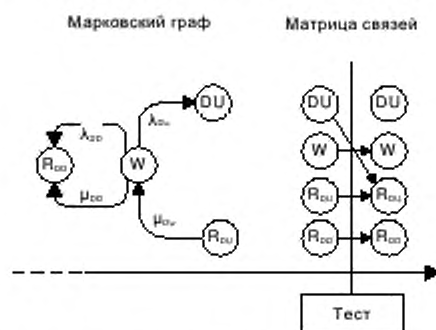 Марковский граф
Матрица связей
λDU
DU
λDD
RDD
W
μDD
μDU
RDU
DU
DU
W
W
RDU
RDU
RDD
RDD
Тест